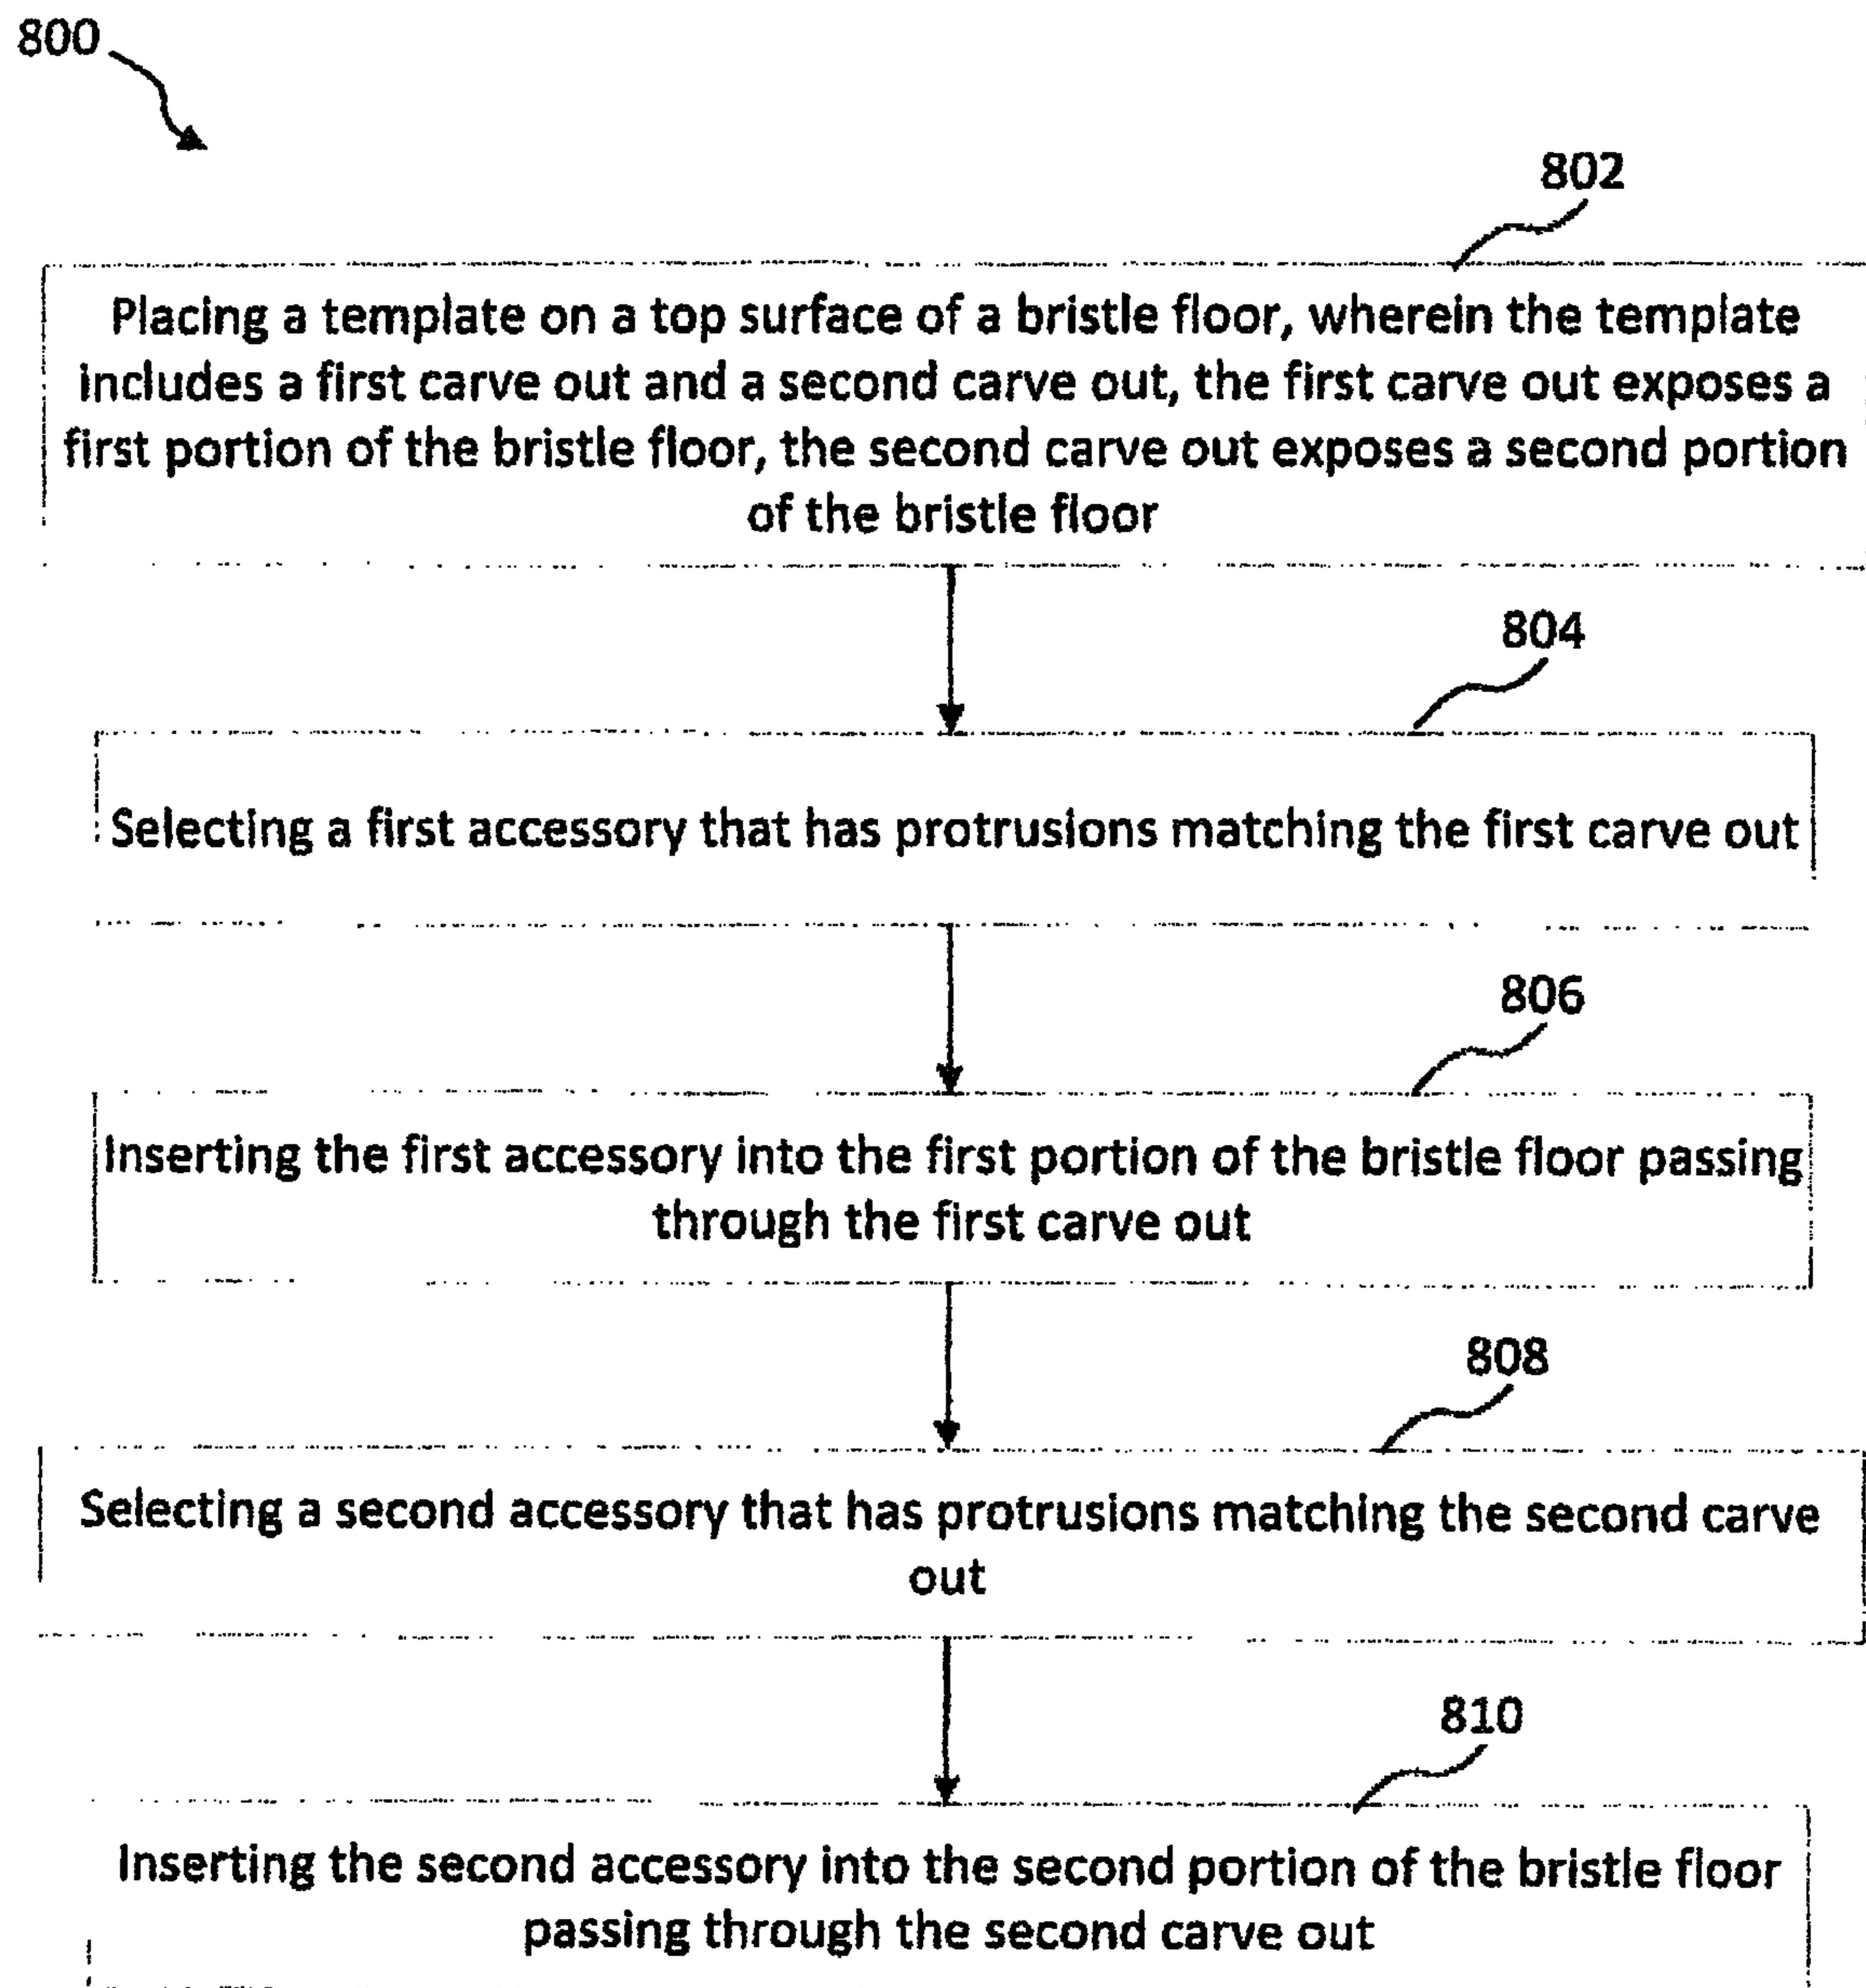 800
802
Placing a template on a top surface of a bristle floor, wherein the template
includes a first carve out and a second carve out, the first carve out exposes a
first portion of the bristle floor, the second carve out exposes a second portion
of the bristle floor
804
Selecting a first accessory that has protrusions matching the first carve out
806
Inserting the first accessory into the first portion of the bristle floor passing
through the first carve out
808
Selecting a second accessory that has protrusions matching the second carve
out
810
Inserting the second accessory into the second portion of the bristle floor
passing through the second carve out